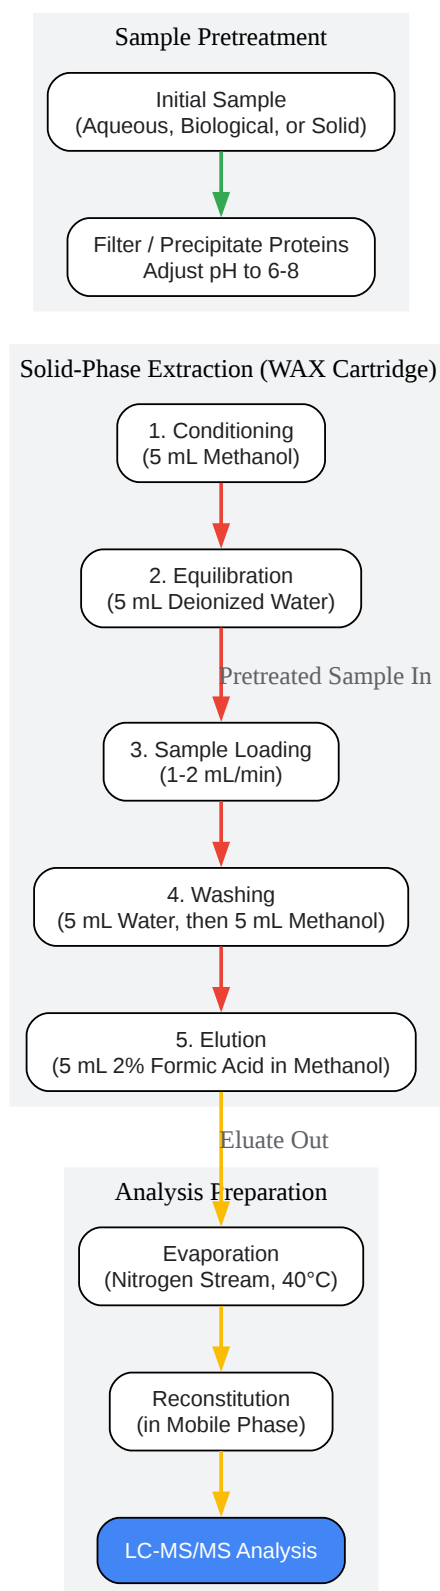 Sample Pretreatment
Initial Sample
(Aqueous, Biological, or Solid)
Filter / Precipitate Proteins
Adjust pH to 6-8
Solid-Phase Extraction (WAX Cartridge)
1. Conditioning
(5 mL Methanol)
2. Equilibration
(5 mL Deionized Water)
Pretreated Sample In
3. Sample Loading
(1-2 mL/min)
4. Washing
(5 mL Water, then 5 mL Methanol)
5. Elution
(5 mL 2% Formic Acid in Methanol)
Eluate Out
Analysis Preparation
Evaporation
(Nitrogen Stream, 40°C)
Reconstitution
(in Mobile Phase)
LC-MS/MS Analysis